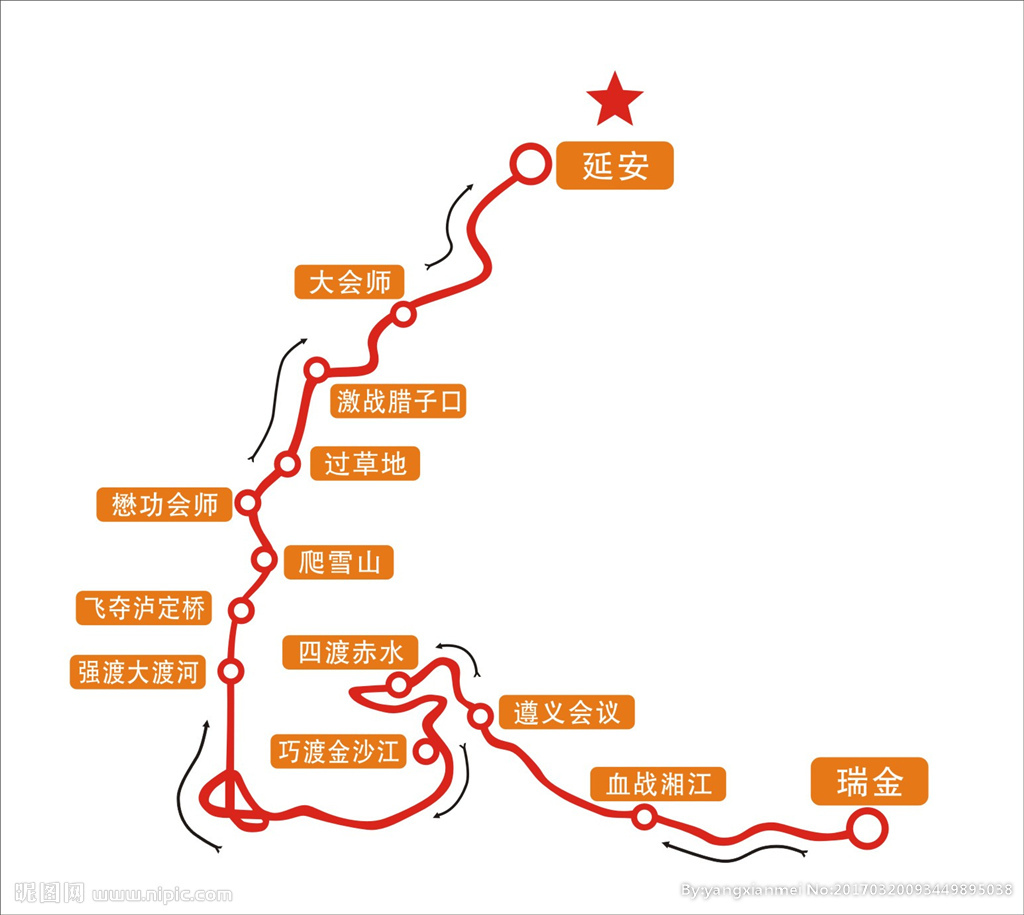 延安
大会师
激战腊子口
过草地
懋功会师
爬雪山
飞夺泸定桥
四渡赤水
强渡大渡河
遵义会议
巧渡金沙江
血战湘江
瑞金
昵图网 www.nipic.com
By:yangxianmei No:20170320093449895038